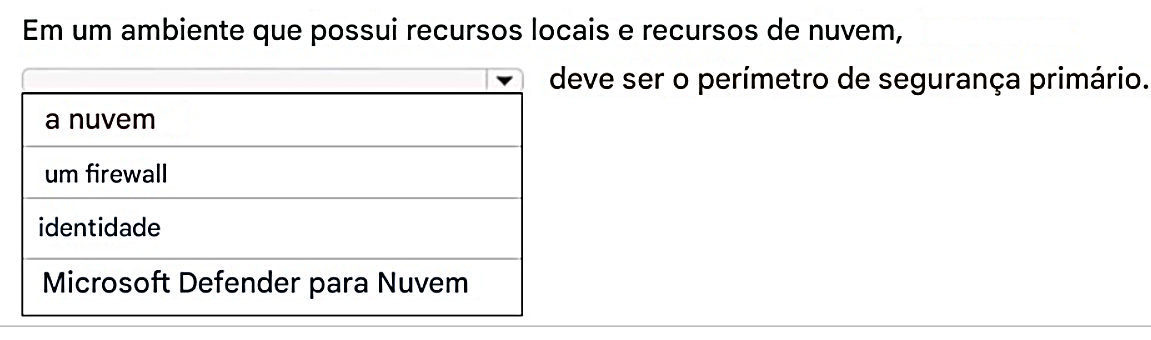 Em um ambiente que possui recursos locais e recursos de nuvem,
deve ser o perímetro de segurança primário.
a nuvem
um firewall
identidade
Microsoft Defender para Nuvem